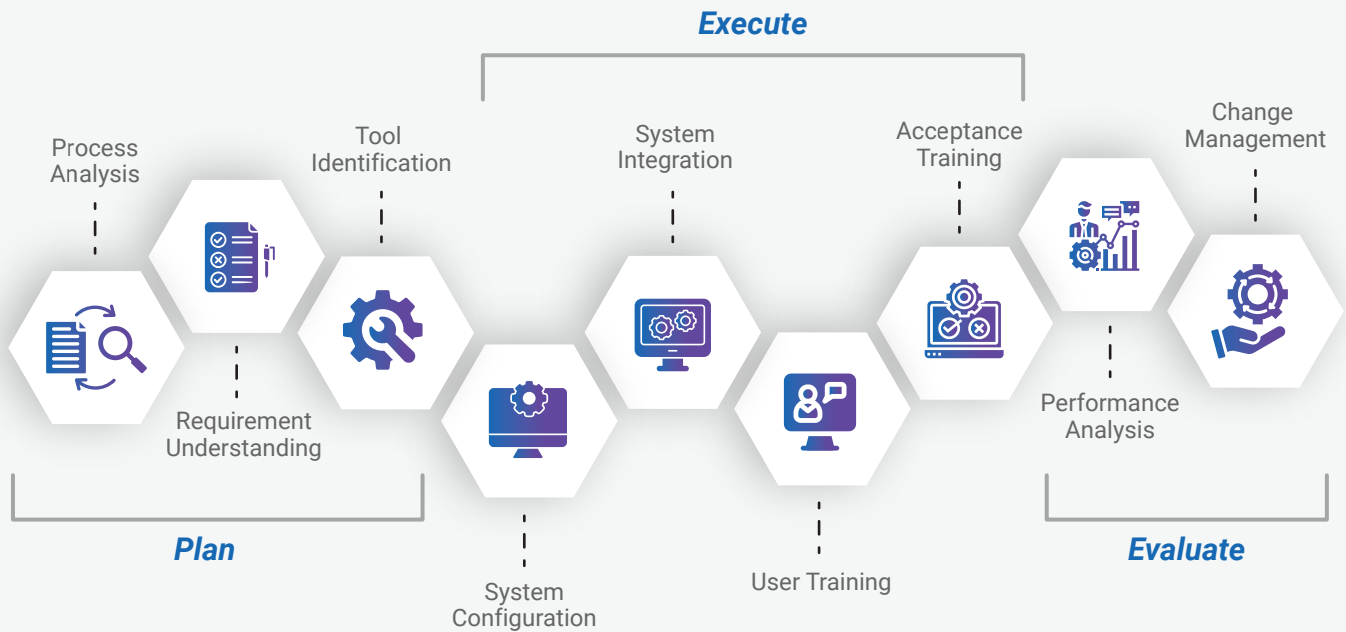 Execute
Process
Analysis
Tool
Identification
System
Integration
Acceptance
Training
Change
Management
Requirement
Understanding
Performance
Analysis
Plan
System
Configuration
User Training
Evaluate